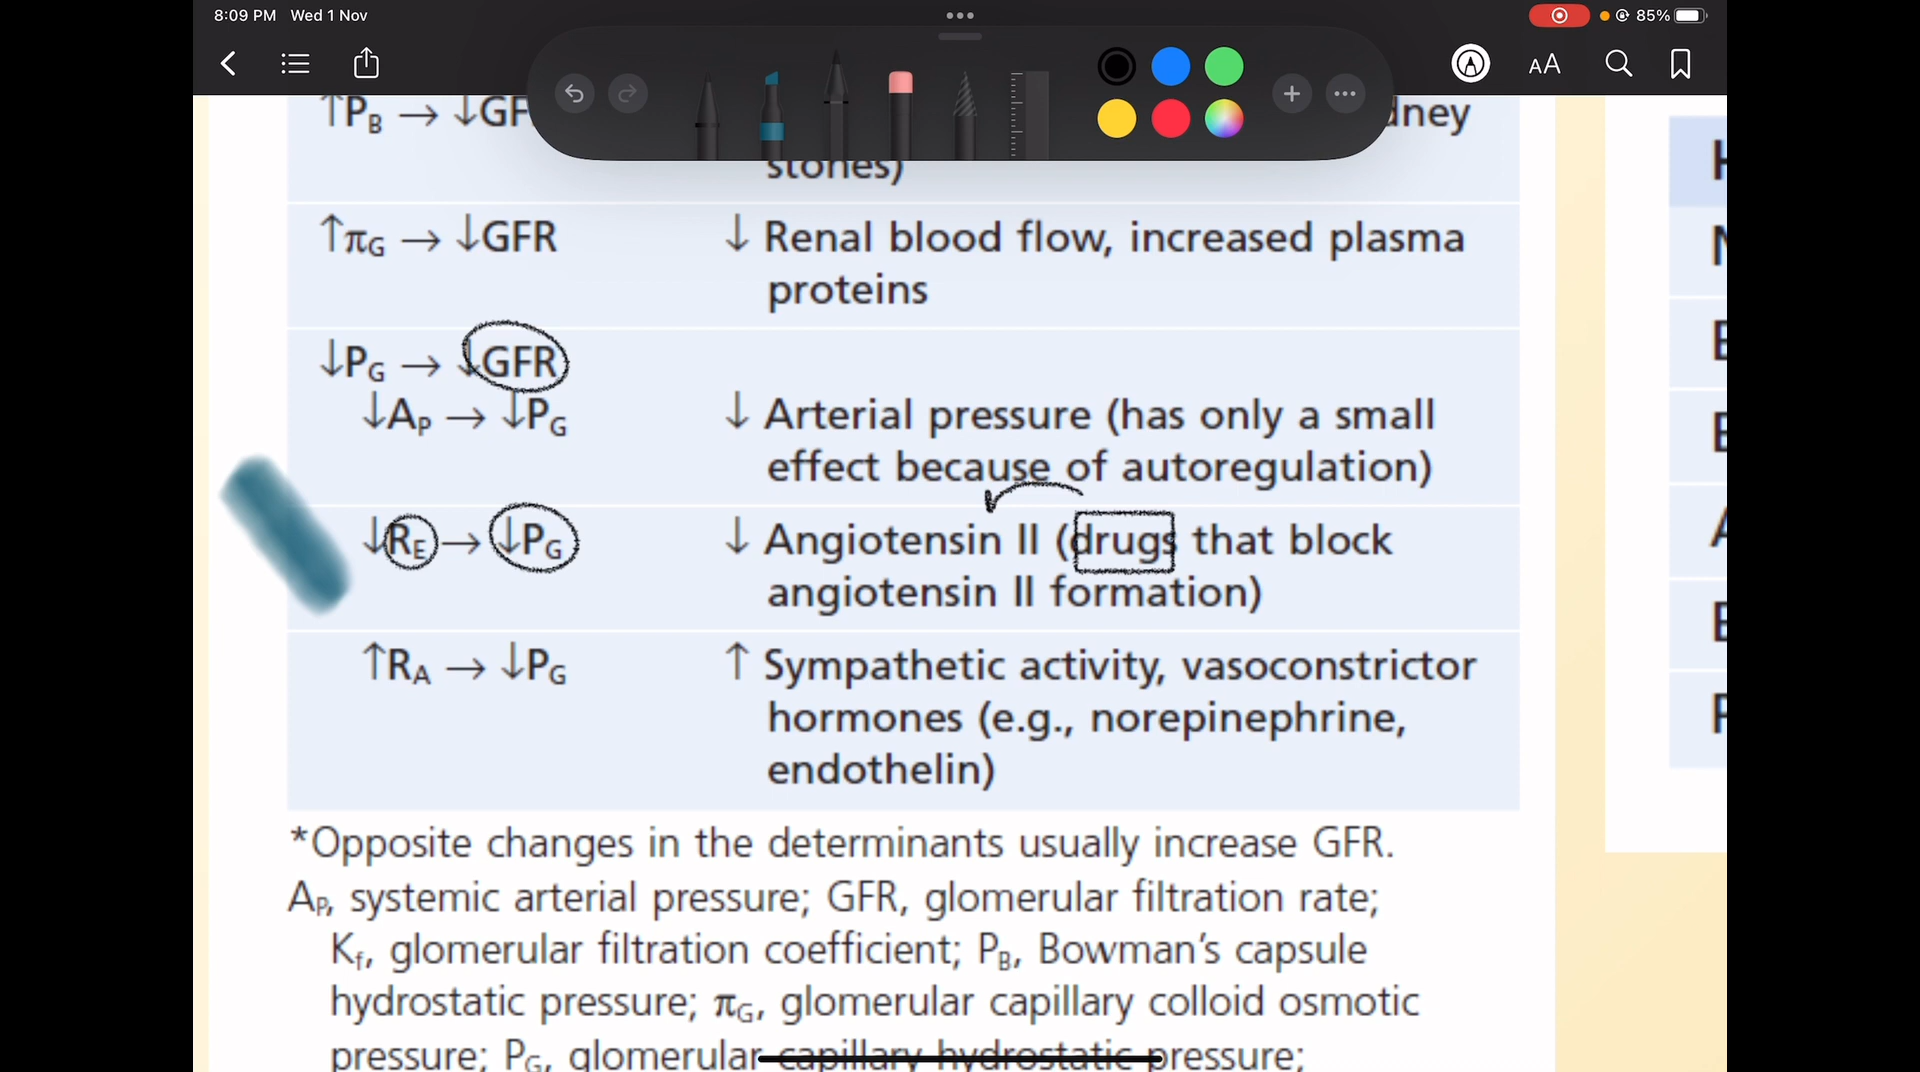 8:09 PM Wed 1 Nov
85%
AA
↑P_B → ↓GF
dney
stones)
↑π_G → ↓GFR ↓ Renal blood flow, increased plasma
proteins
↓P_G → ↓GFR
↓A_P → ↓P_G ↓ Arterial pressure (has only a small
effect because of autoregulation)
↓R_E → ↓P_G ↓ Angiotensin II (drugs that block
angiotensin II formation)
↑R_A → ↓P_G ↑ Sympathetic activity, vasoconstrictor
hormones (e.g., norepinephrine,
endothelin)
*Opposite changes in the determinants usually increase GFR.
A_P, systemic arterial pressure; GFR, glomerular filtration rate;
K_f, glomerular filtration coefficient; P_B, Bowman's capsule
hydrostatic pressure; π_G, glomerular capillary colloid osmotic
pressure; P_G, glomerular capillary hydrostatic pressure;